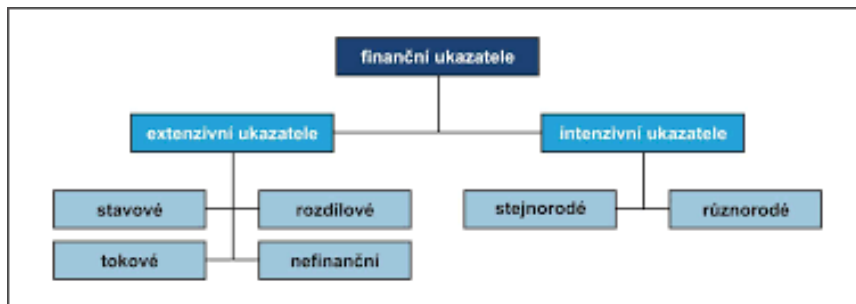 finanční ukazatele
extenzivní ukazatele
intenzivní ukazatele
stavové
rozdílové
stejnorodé
různorodé
tokové
nefinanční